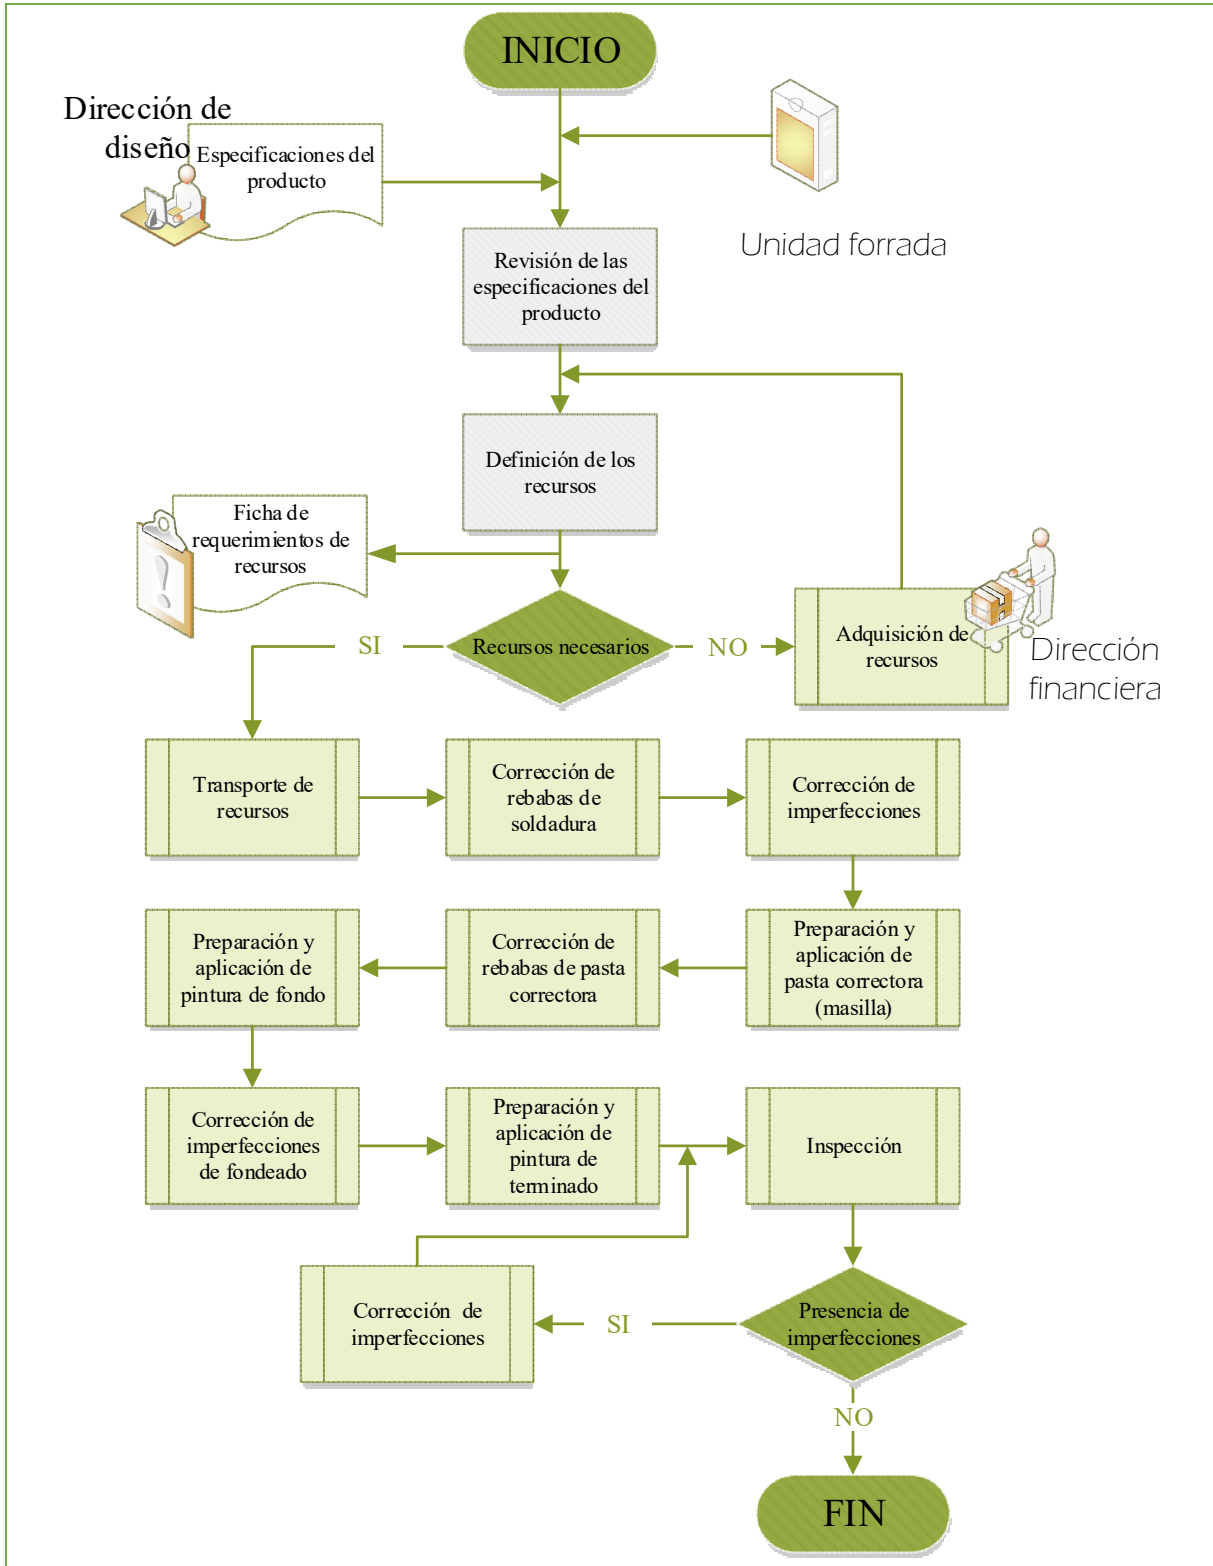 INICIO
Dirección de
diseño
Especificaciones del
producto
Unidad forrada
Revisión de las
especificaciones del
producto
Definición de los
recursos
Ficha de
requerimientos de
recursos
SI
Recursos necesarios
NO
Adquisición de
recursos
Dirección
financiera
Transporte de
recursos
Corrección de
rebabas de
soldadura
Corrección de
imperfecciones
Preparación y
aplicación de
pintura de fondo
Corrección de
rebabas de pasta
correctora
Preparación y
aplicación de
pasta correctora
(masilla)
Corrección de
imperfecciones
de fondeado
Preparación y
aplicación de
pintura de
terminado
Inspección
Corrección de
imperfecciones
SI
Presencia de
imperfecciones
NO
FIN